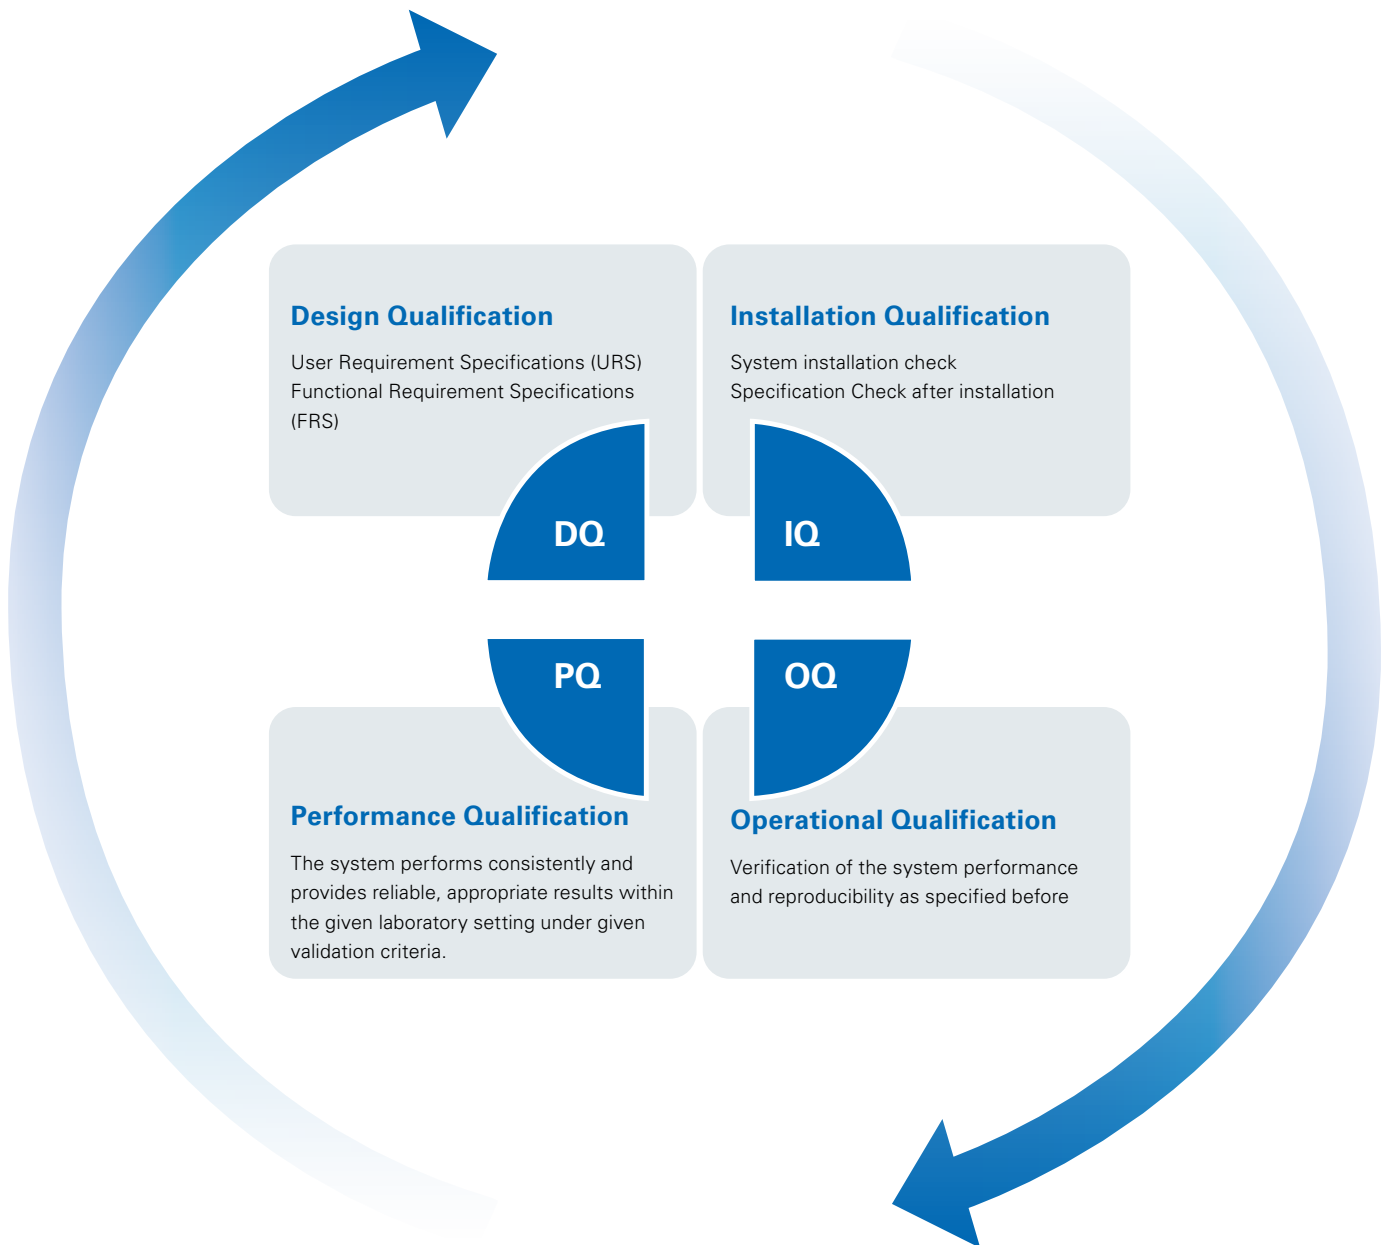 Design Qualification
User Requirement Specifications (URS)
Functional Requirement Specifications
(FRS)
DQ
Installation Qualification
System installation check
Specification Check after installation
IQ
PQ
Performance Qualification
The system performs consistently and
provides reliable, appropriate results within
the given laboratory setting under given
validation criteria.
OQ
Operational Qualification
Verification of the system performance
and reproducibility as specified before